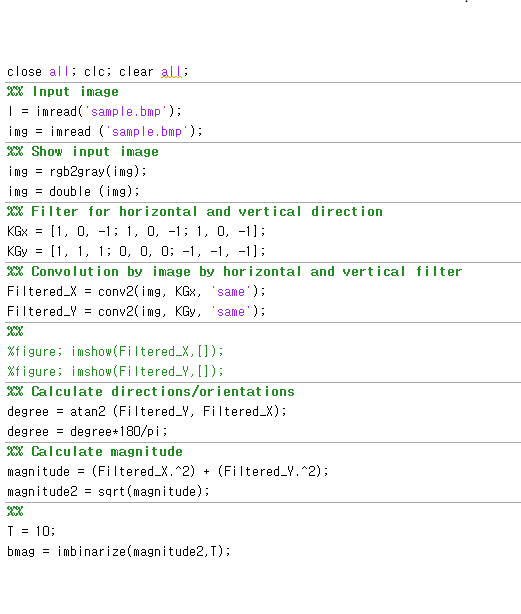 close all; clc; clear all;
%% Input image
I = imread('sample.bmp');
img = imread ('sample.bmp');
%% Show input image
img = rgb2gray(img);
img = double (img);
%% Filter for horizontal and vertical direction
KGx = [1, 0, -1; 1, 0, -1; 1, 0, -1];
KGy = [1, 1, 1; 0, 0, 0; -1, -1, -1];
%% Convolution by image by horizontal and vertical filter
Filtered_X = conv2(img, KGx, 'same');
Filtered_Y = conv2(img, KGy, 'same');
%%
%figure; imshow(Filtered_X,[]);
%figure; imshow(Filtered_Y,[]);
%% Calculate directions/orientations
degree = atan2 (Filtered_Y, Filtered_X);
degree = degree*180/pi;
%% Calculate magnitude
magnitude = (Filtered_X.^2) + (Filtered_Y.^2);
magnitude2 = sqrt(magnitude);
%%
T = 10;
bmag = imbinarize(magnitude2,T);